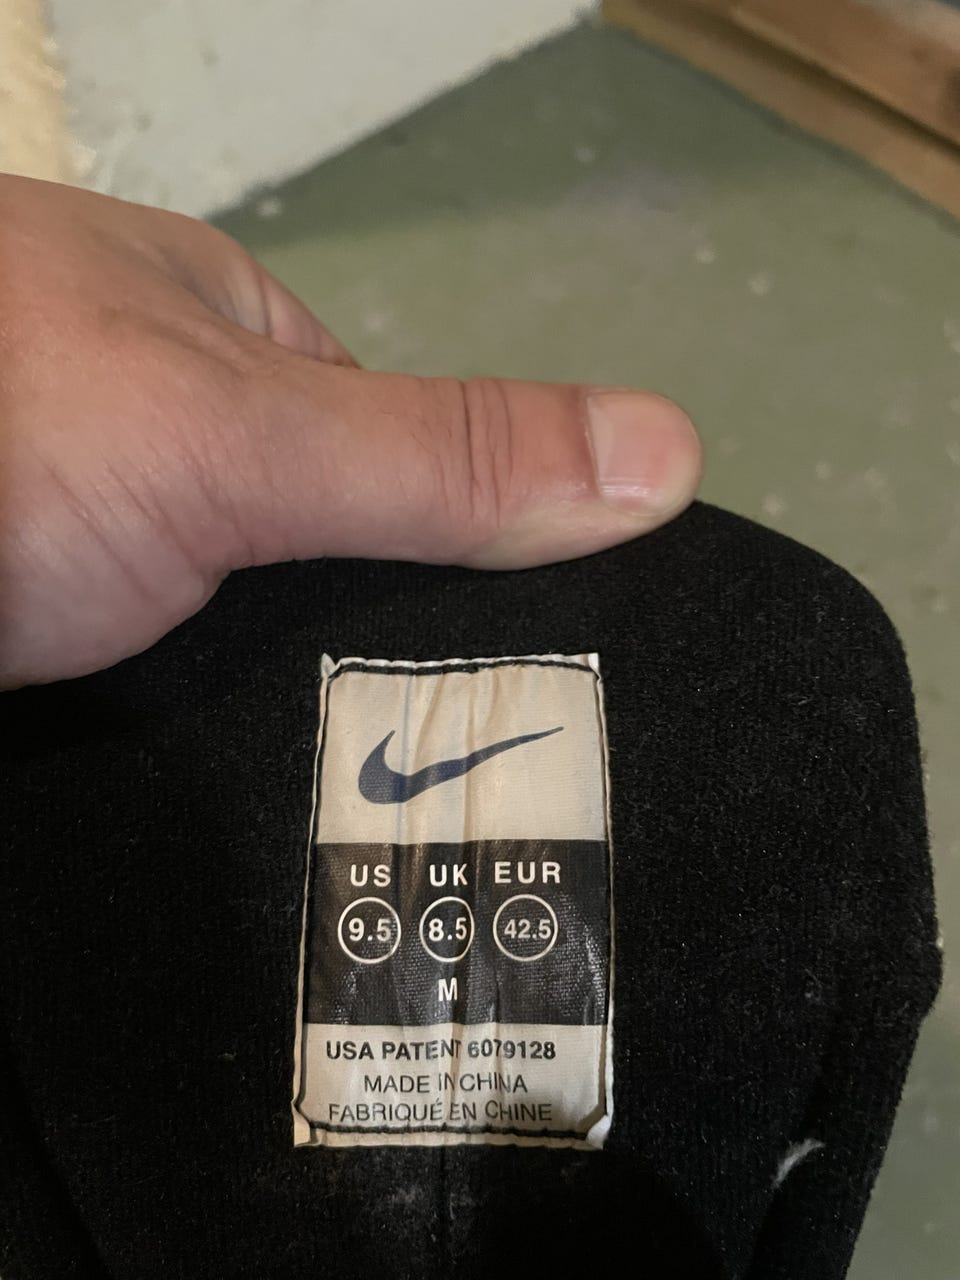 US UK EUR
9.5 8.5 42.5
M
USA PATENT 6079128
MADE IN CHINA
FABRIQUÉ EN CHINE